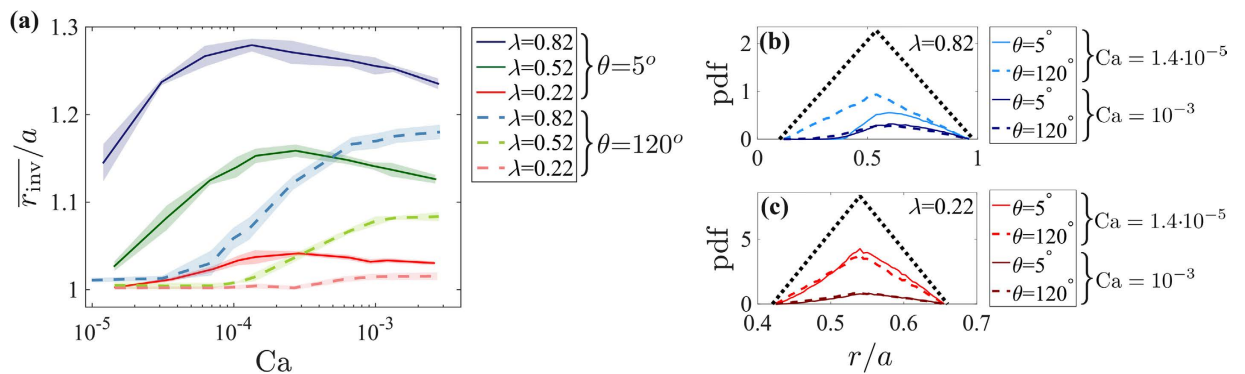 (a)
1.3
1.2
1.1
1
10⁻⁵
10⁻⁴
10⁻³
Ca
r̅i̅n̅v̅/a
λ=0.82
λ=0.52
λ=0.22
θ=5°
λ=0.82
λ=0.52
λ=0.22
θ=120°
(b)
λ=0.82
pdf
2
1
0
0
0.5
1
θ=5°
θ=120°
Ca = 1.4·10⁻⁵
θ=5°
θ=120°
Ca = 10⁻³
(c)
λ=0.22
pdf
5
0
0.4
0.5
0.6
0.7
r/a
θ=5°
θ=120°
Ca = 1.4·10⁻⁵
θ=5°
θ=120°
Ca = 10⁻³